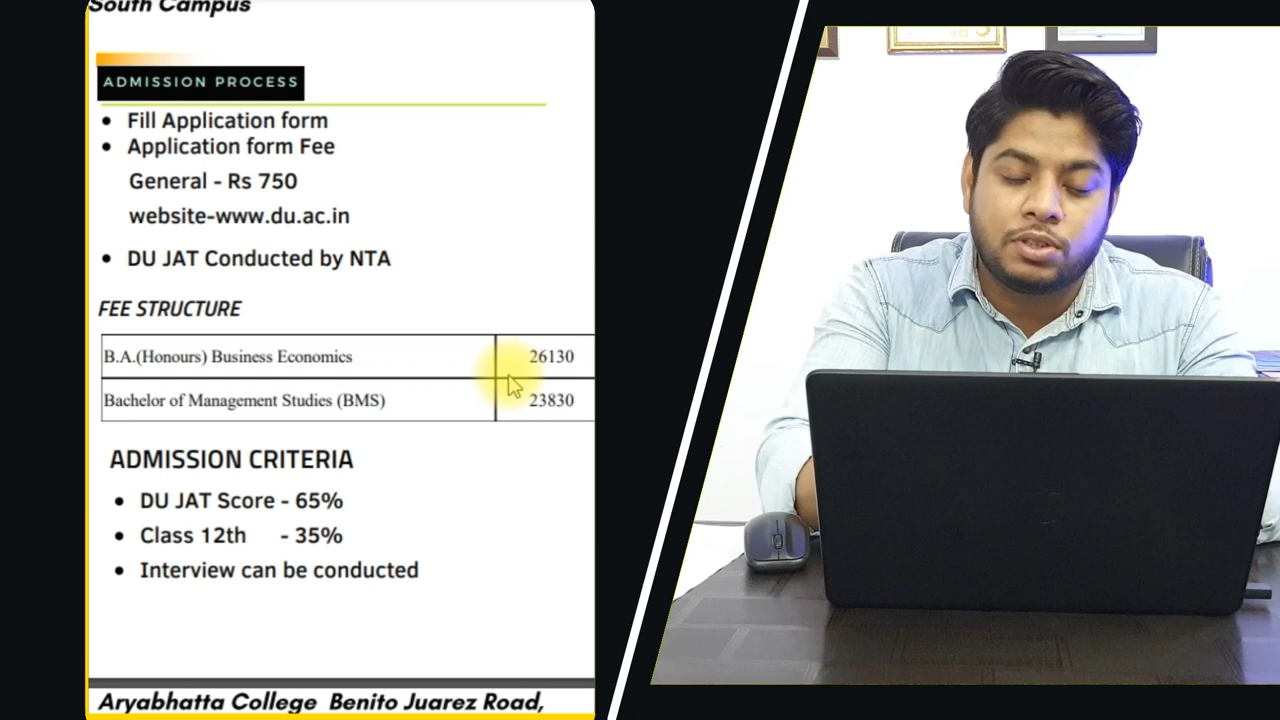 South Campus
ADMISSION PROCESS
• Fill Application form
• Application form Fee
General - Rs 750
website-www.du.ac.in
• DU JAT Conducted by NTA
FEE STRUCTURE
B.A.(Honours) Business Economics 26130
Bachelor of Management Studies (BMS) 23830
ADMISSION CRITERIA
• DU JAT Score - 65%
• Class 12th - 35%
• Interview can be conducted
Aryabhatta College Benito Juarez Road,